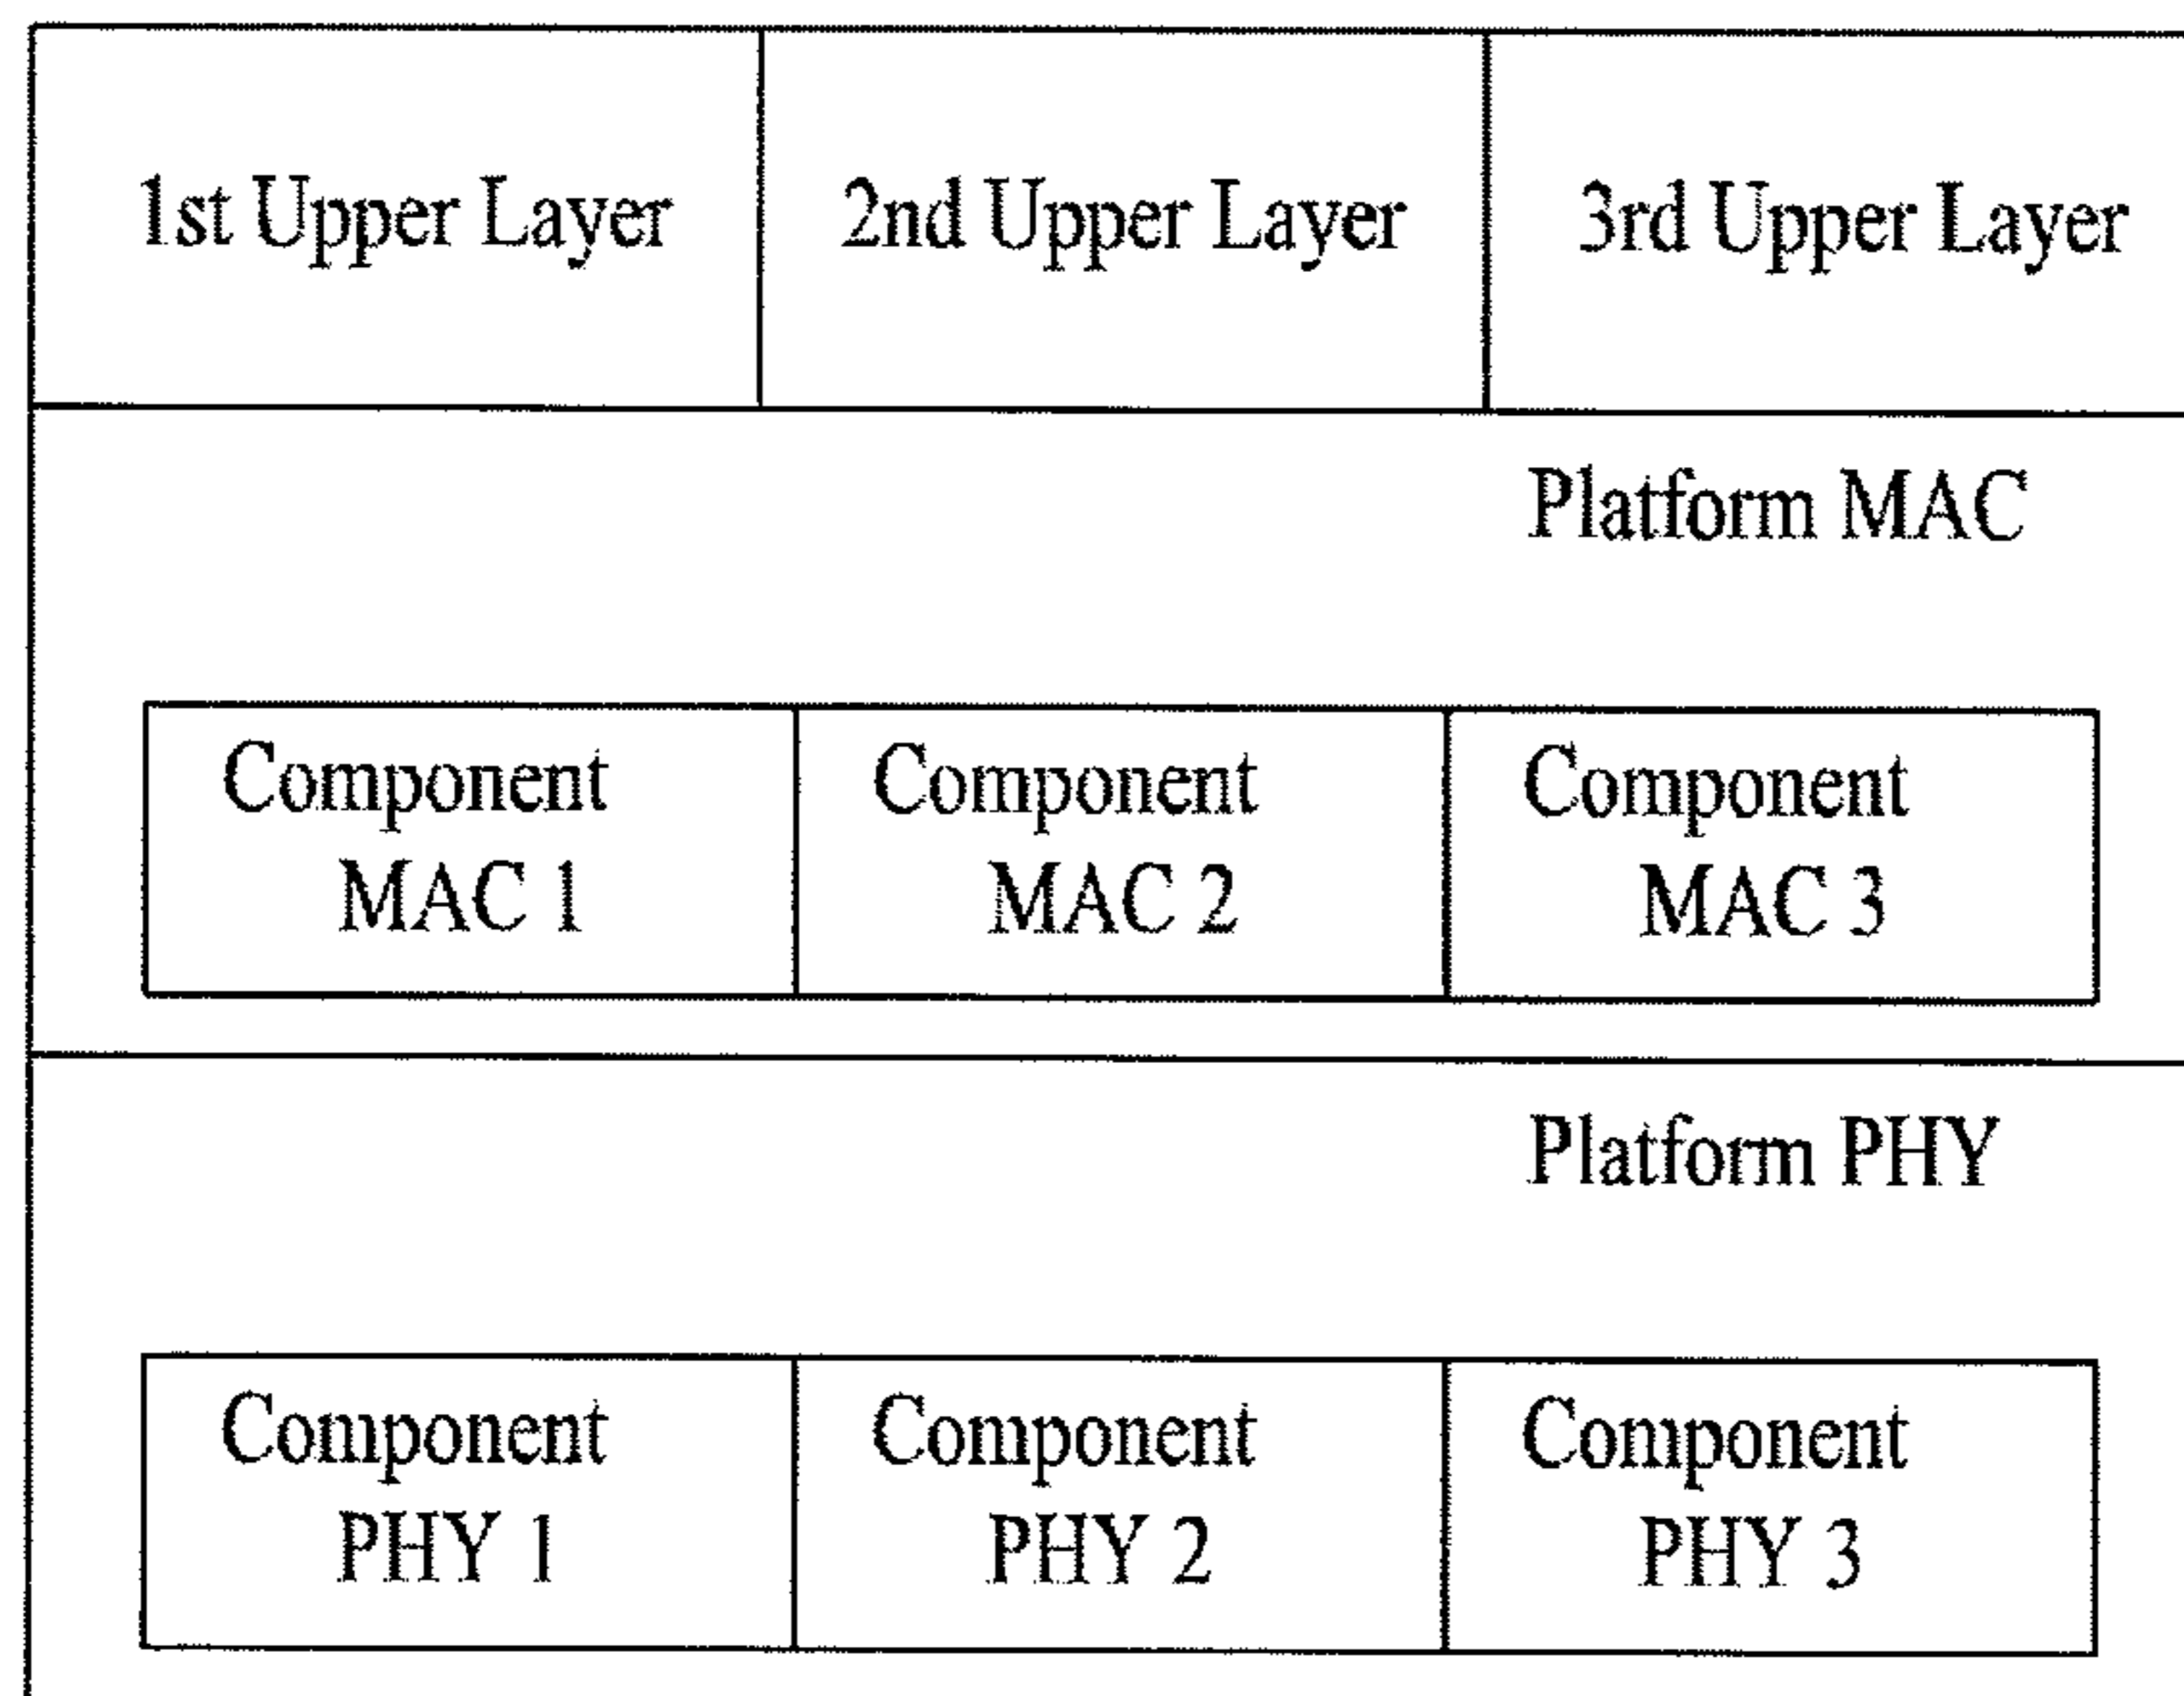 1st Upper Layer
2nd Upper Layer
3rd Upper Layer
Platform MAC
Component
MAC 1
Component
MAC 2
Component
MAC 3
Platform PHY
Component
PHY 1
Component
PHY 2
Component
PHY 3